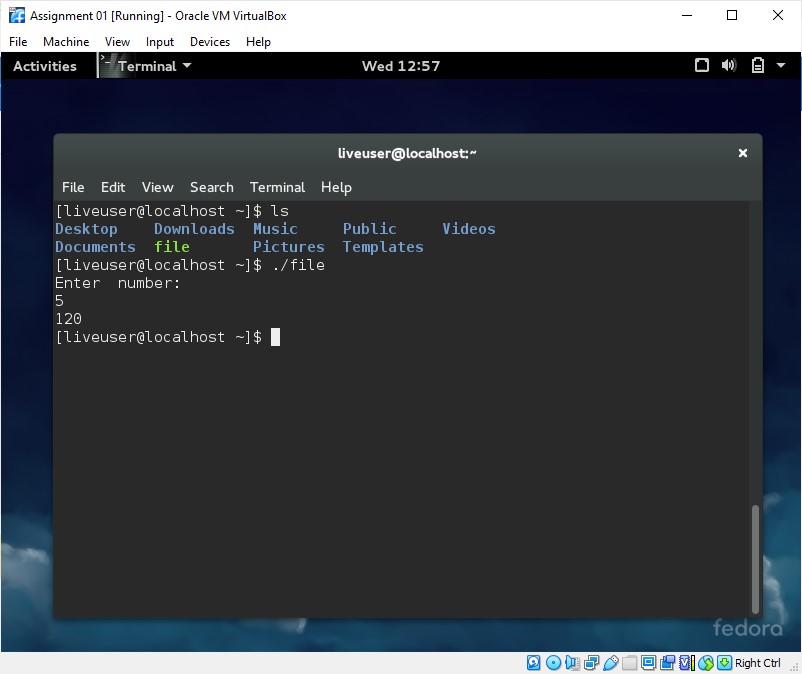 Assignment 01 [Running] - Oracle VM VirtualBox
File Machine View Input Devices Help
Activities Terminal Wed 12:57
liveuser@localhost:~
File Edit View Search Terminal Help
[liveuser@localhost ~]$ ls
Desktop Downloads Music Public Videos
Documents file Pictures Templates
[liveuser@localhost ~]$ ./file
Enter  number:
5
120
[liveuser@localhost ~]$
fedora
Right Ctrl